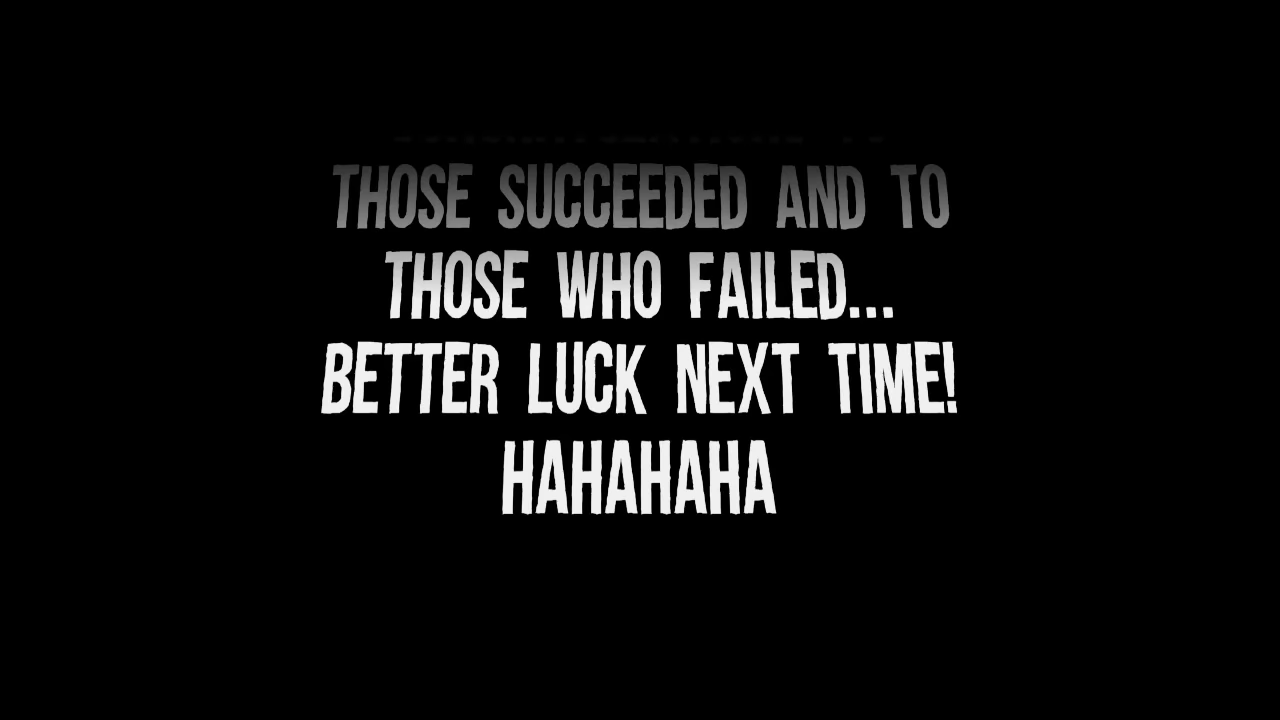 THOSE SUCCEEDED AND TO
THOSE WHO FAILED...
BETTER LUCK NEXT TIME!
HAHAHAHA